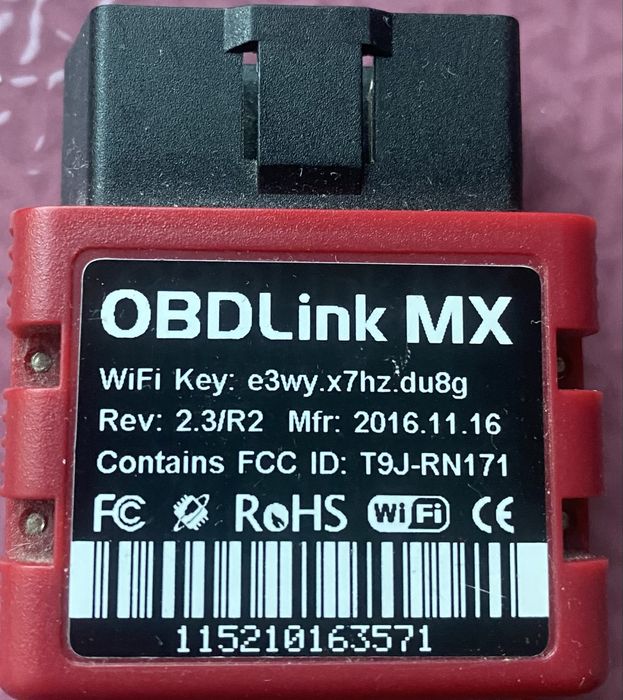 OBDLink MX
WiFi Key: e3wy.x7hz.du8g
Rev: 2.3/R2 Mfr: 2016.11.16
Contains FCC ID: T9J-RN171
FC RoHS WiFi CE
115210163571